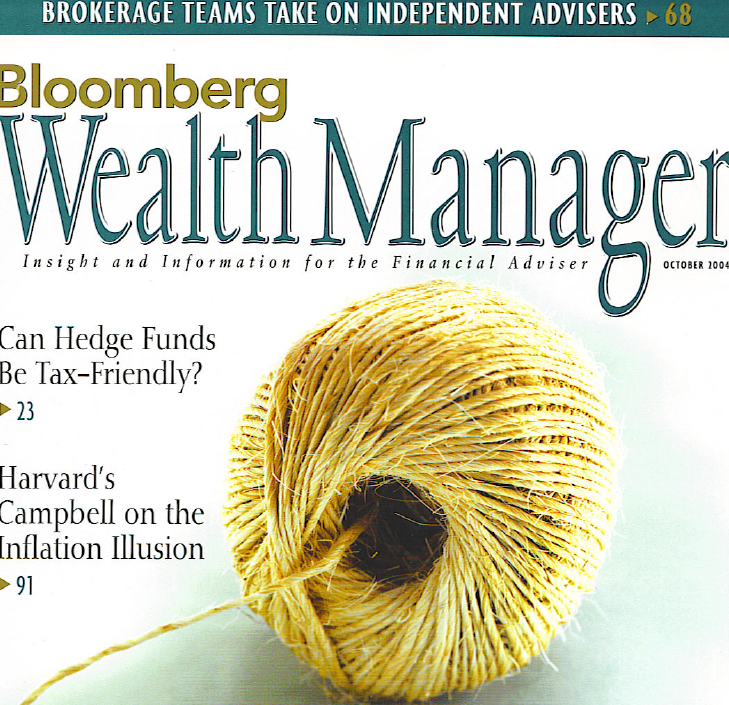 BROKERAGE TEAMS TAKE ON INDEPENDENT ADVISERS ▸ 68
Bloomberg
Wealth Manager
Insight and Information for the Financial Adviser
OCTOBER 2004
Can Hedge Funds
Be Tax-Friendly?
▸ 23
Harvard's
Campbell on the
Inflation Illusion
▸ 91